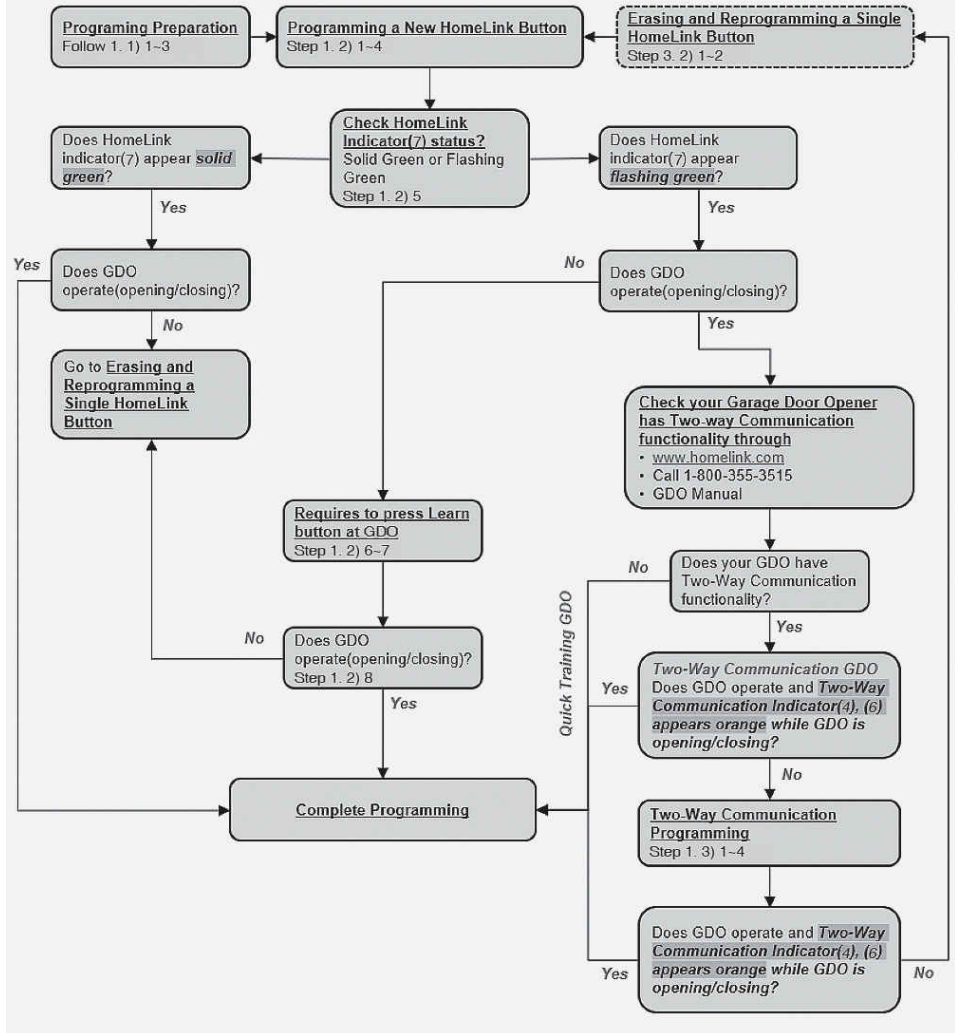 Programing Preparation
Follow 1. 1) 1~3
Programming a New HomeLink Button
Step 1. 2) 1~4
Erasing and Reprogramming a Single
HomeLink Button
Step 3. 2) 1~2
Check HomeLink
Indicator(7) status?
Solid Green or Flashing
Green
Step 1. 2) 5
Does HomeLink
indicator(7) appear solid
green?
Does HomeLink
indicator(7) appear
flashing green?
Yes
Yes
Yes
Does GDO
operate(opening/closing)?
No
Does GDO
operate(opening/closing)?
No
Yes
Go to Erasing and
Reprogramming a
Single HomeLink
Button
Check your Garage Door Opener
has Two-way Communication
functionality through
• www.homelink.com
• Call 1-800-355-3515
• GDO Manual
Requires to press Learn
button at GDO
Step 1. 2) 6~7
No
Does your GDO have
Two-Way Communication
functionality?
Yes
Quick Training GDO
No
Does GDO
operate(opening/closing)?
Step 1. 2) 8
Yes
Yes
Two-Way Communication GDO
Does GDO operate and Two-Way
Communication Indicator(4), (6)
appears orange while GDO is
opening/closing?
No
Complete Programming
Two-Way Communication
Programming
Step 1. 3) 1~4
Does GDO operate and Two-Way
Communication Indicator(4), (6)
appears orange while GDO is
opening/closing?
Yes
No